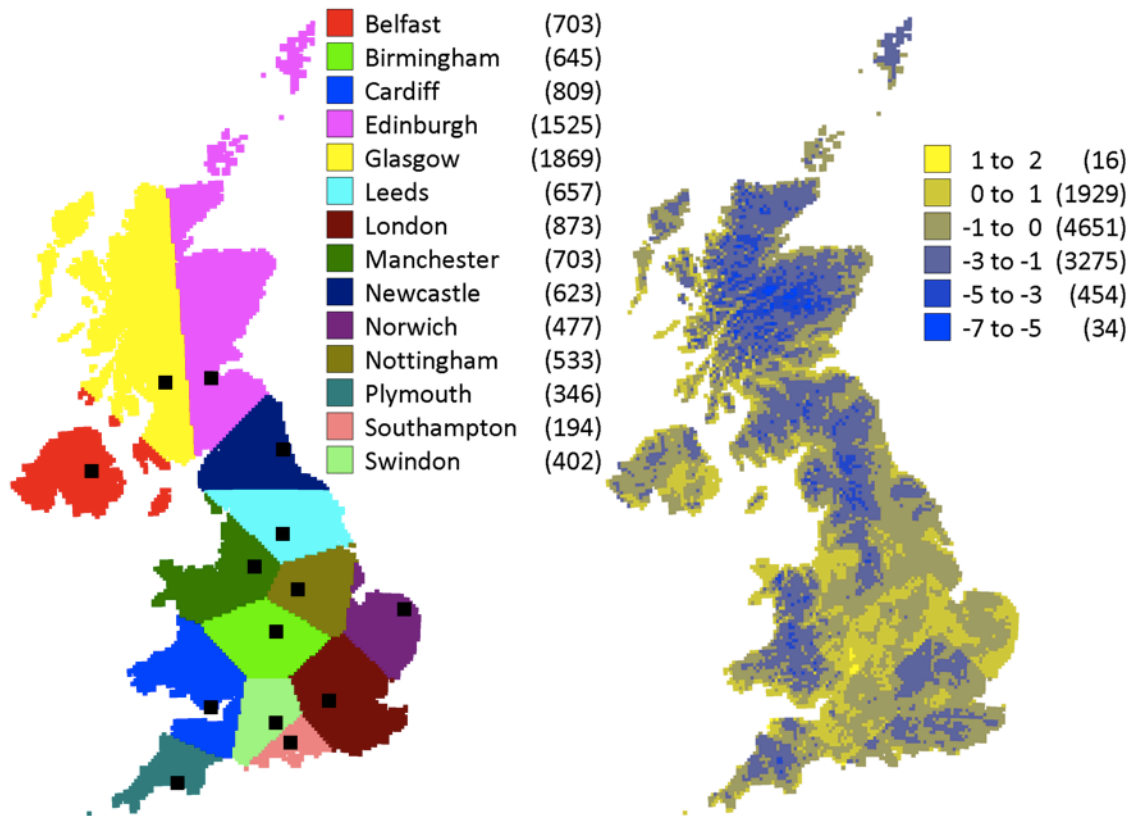 Belfast (703)
Birmingham (645)
Cardiff (809)
Edinburgh (1525)
Glasgow (1869)
Leeds (657)
London (873)
Manchester (703)
Newcastle (623)
Norwich (477)
Nottingham (533)
Plymouth (346)
Southampton (194)
Swindon (402)
1 to 2 (16)
0 to 1 (1929)
-1 to 0 (4651)
-3 to -1 (3275)
-5 to -3 (454)
-7 to -5 (34)